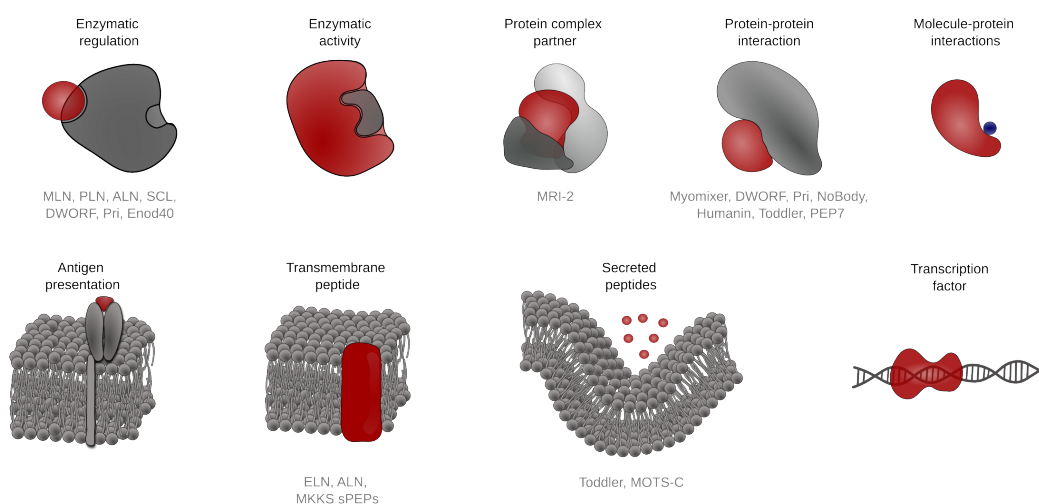 Enzymatic
regulation
Enzymatic
activity
Protein complex
partner
Protein-protein
interaction
Molecule-protein
interactions
MLN, PLN, ALN, SCL,
DWORF, Pri, Enod40
MRI-2
Myomixer, DWORF, Pri, NoBody,
Humanin, Toddler, PEP7
Antigen
presentation
Transmembrane
peptide
Secreted
peptides
Transcription
factor
ELN, ALN,
MKKS sPEPs
Toddler, MOTS-C